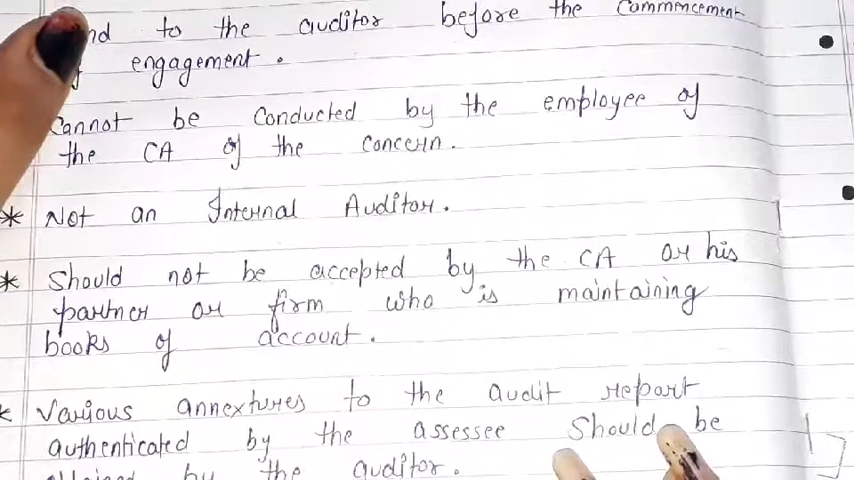 to the auditor before the Commencement
engagement.
Cannot be Conducted by the employee of
the CA of the concern.
* Not an Internal Auditor.
* Should not be accepted by the CA or his
partner or firm who is maintaining
books of account.
* Various annextures to the audit report
authenticated by the assessee Should be
by the auditor.